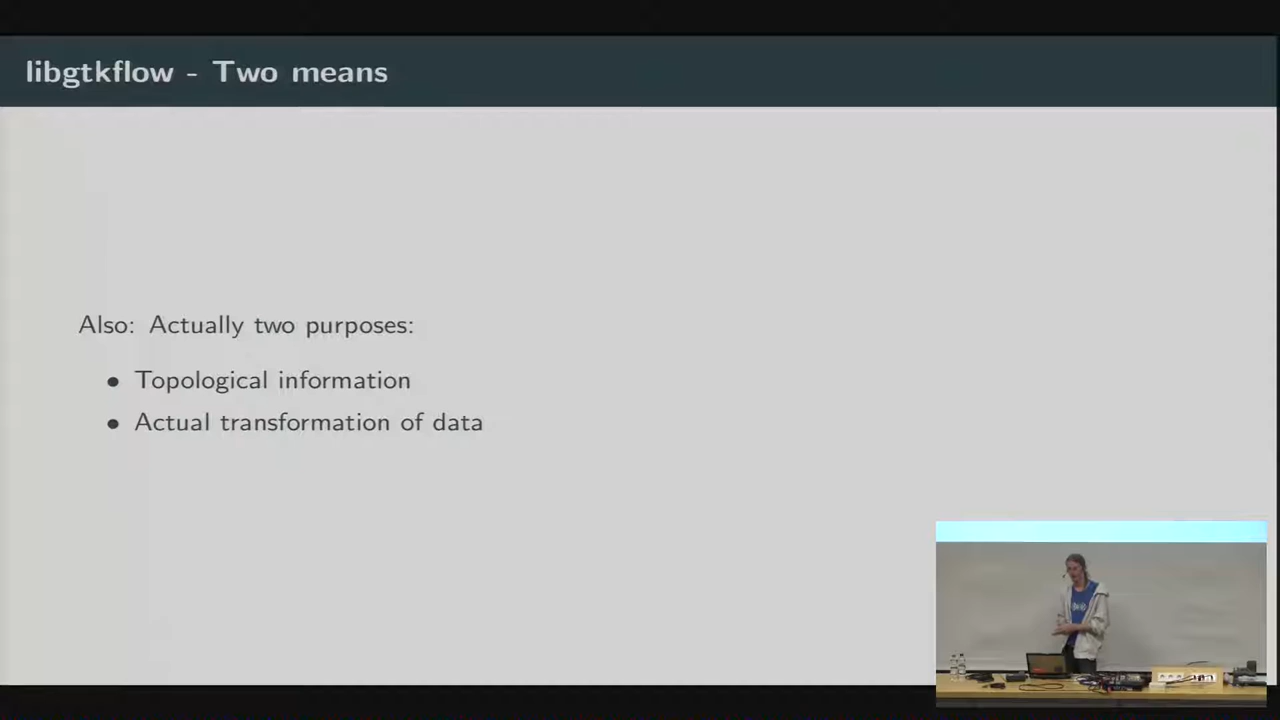 libgtkflow - Two means
Also: Actually two purposes:
• Topological information
• Actual transformation of data